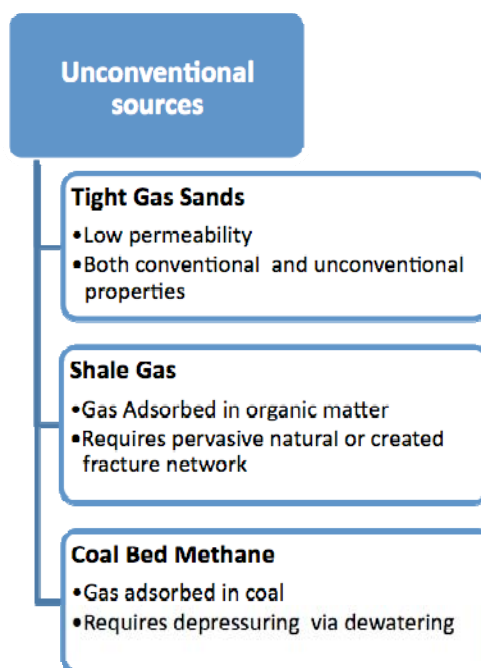 Unconventional
sources
Tight Gas Sands
•Low permeability
•Both conventional and unconventional
properties
Shale Gas
•Gas Adsorbed in organic matter
•Requires pervasive natural or created
fracture network
Coal Bed Methane
•Gas adsorbed in coal
•Requires depressuring via dewatering